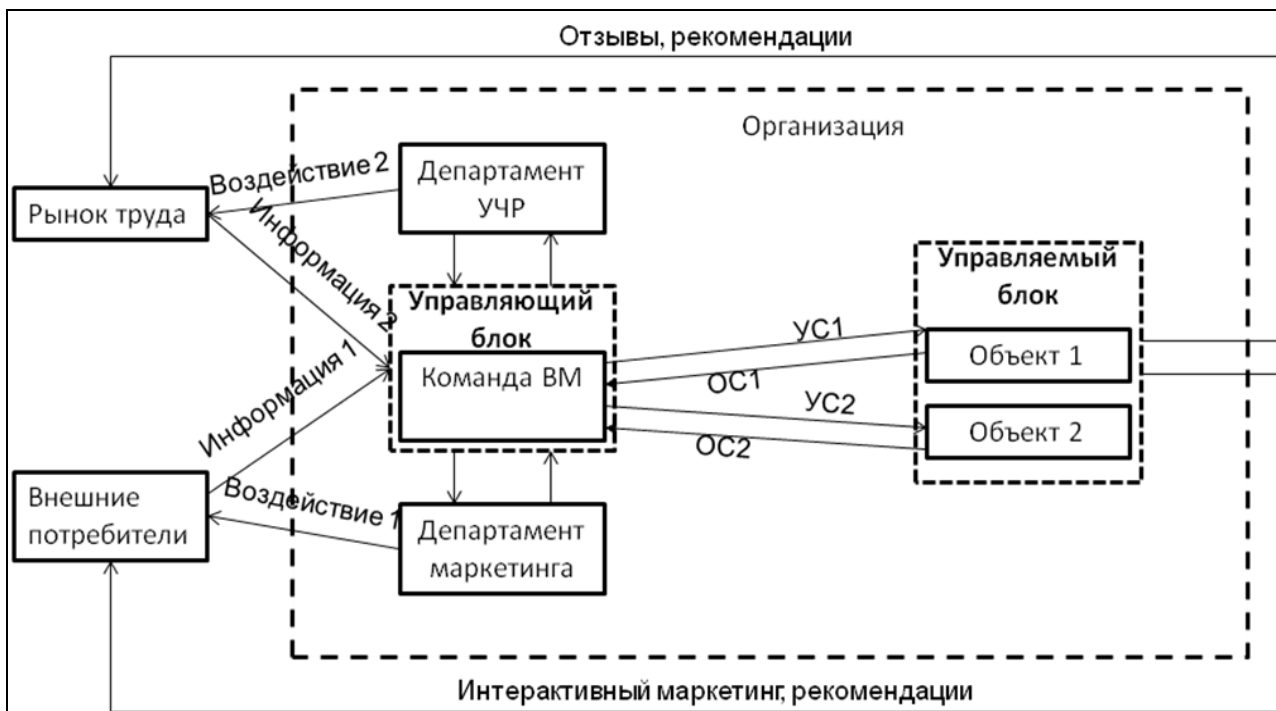 Отзывы, рекомендации
Организация
Воздействие 2
Департамент
УЧР
Рынок труда
Информация 2
Управляющий
блок
Команда ВМ
Управляемый
блок
УС1
Объект 1
ОС1
УС2
Объект 2
ОС2
Информация 1
Внешние
потребители
Воздействие 1
Департамент
маркетинга
Интерактивный маркетинг, рекомендации